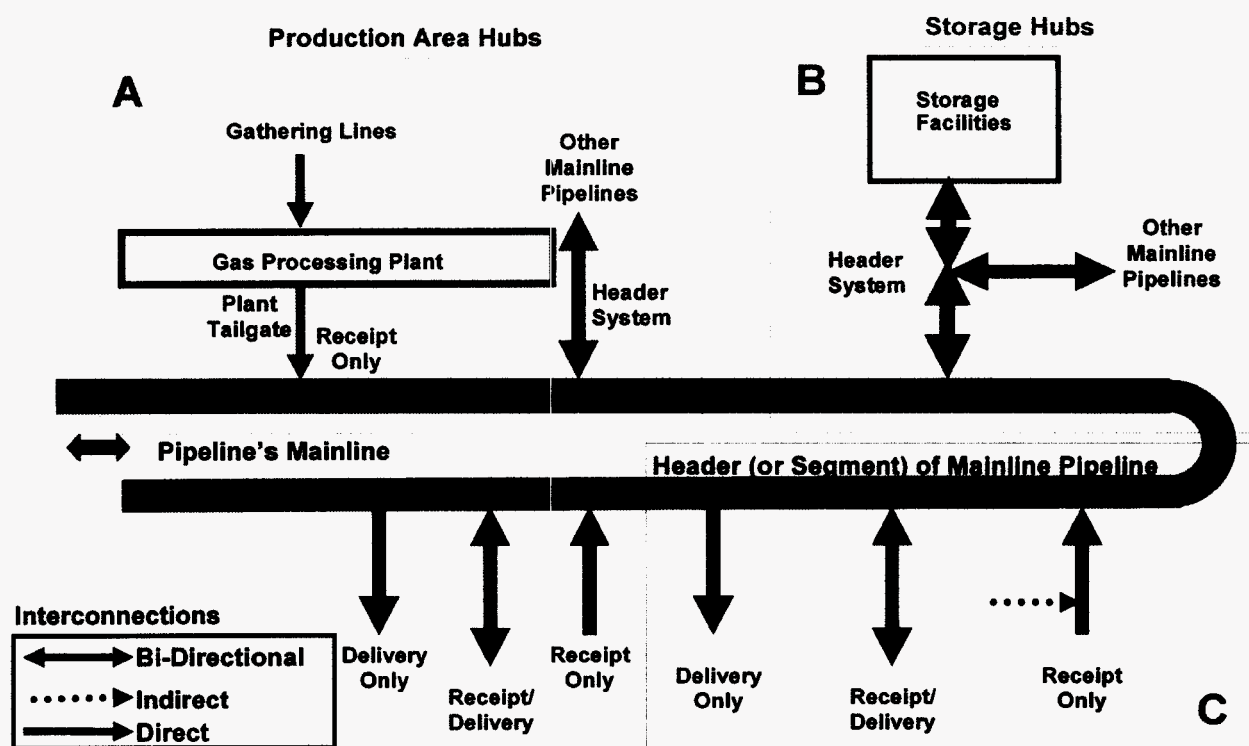 Production Area Hubs
Storage Hubs
A
B
Gathering Lines
Other
Mainline
Pipelines
Storage
Facilities
Gas Processing Plant
Header
System
Header
System
Other
Mainline
Pipelines
Plant
Tailgate
Receipt
Only
Pipeline's Mainline
Header (or Segment) of Mainline Pipeline
Interconnections
Bi-Directional
Indirect
Direct
Delivery
Only
Receipt/
Delivery
Receipt
Only
Delivery
Only
Receipt/
Delivery
Receipt
Only
C